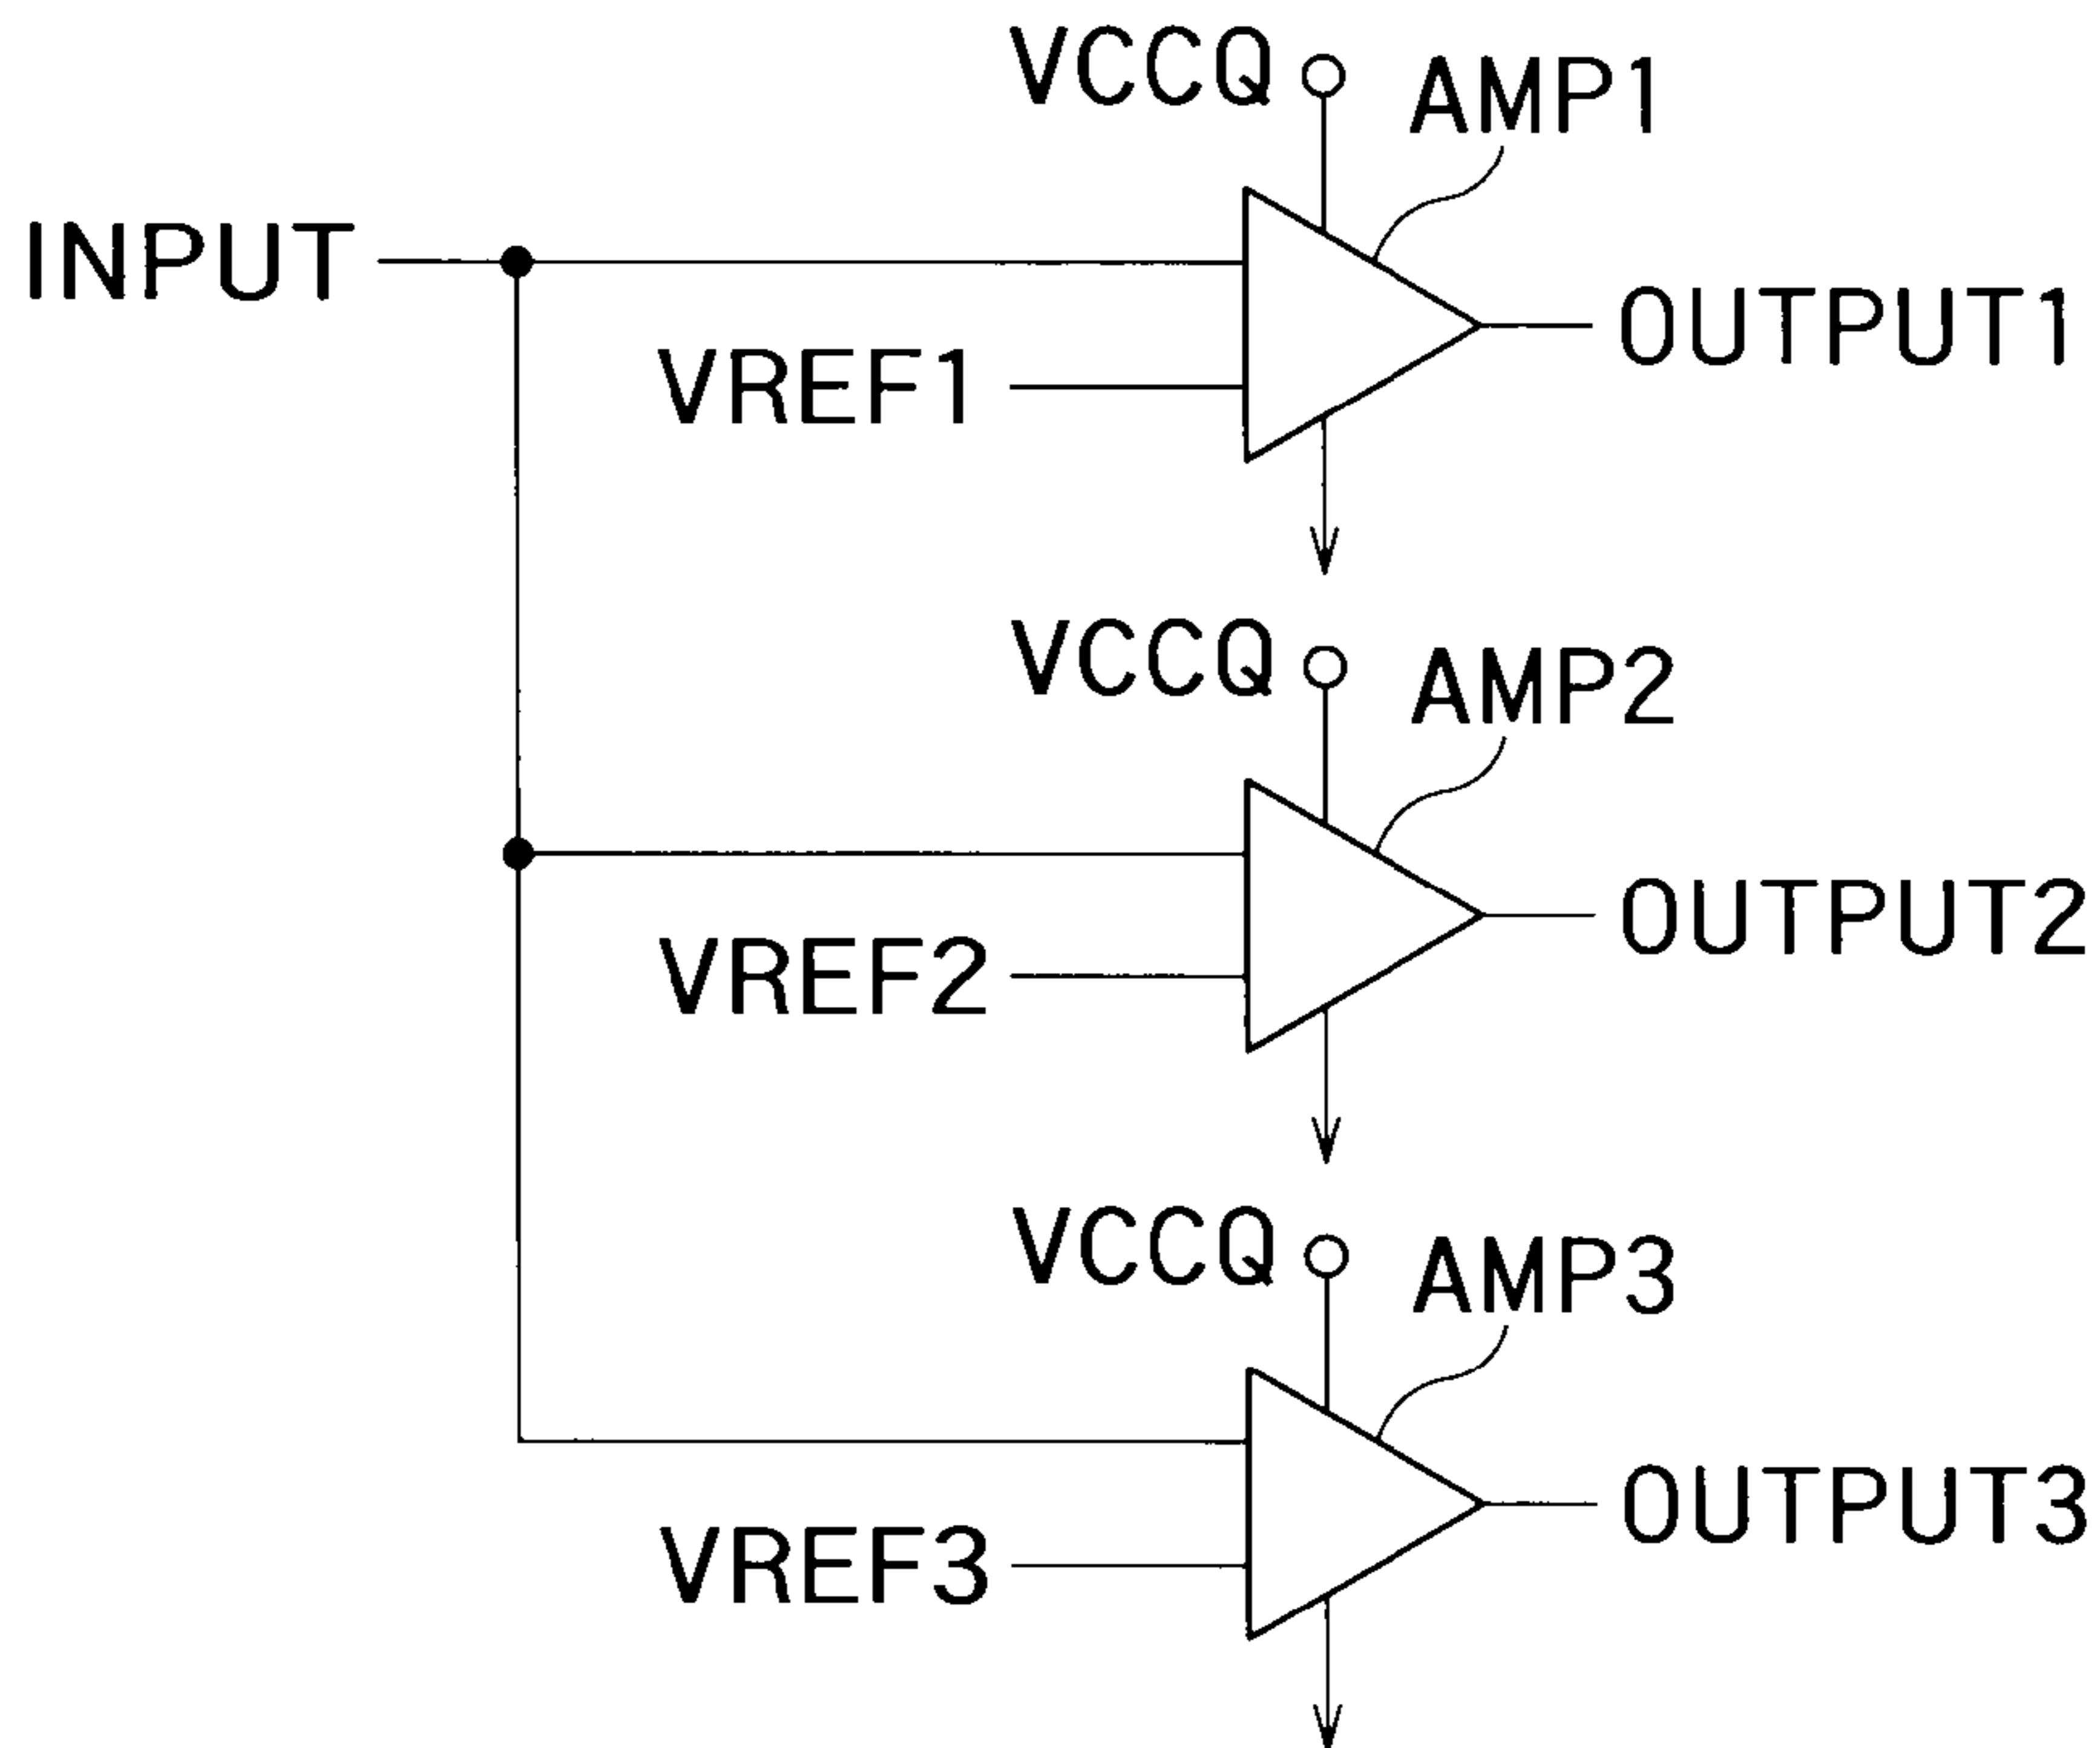 VCCQ
AMP1
INPUT
VREF1
OUTPUT1
VCCQ
AMP2
VREF2
OUTPUT2
VCCQ
AMP3
VREF3
OUTPUT3